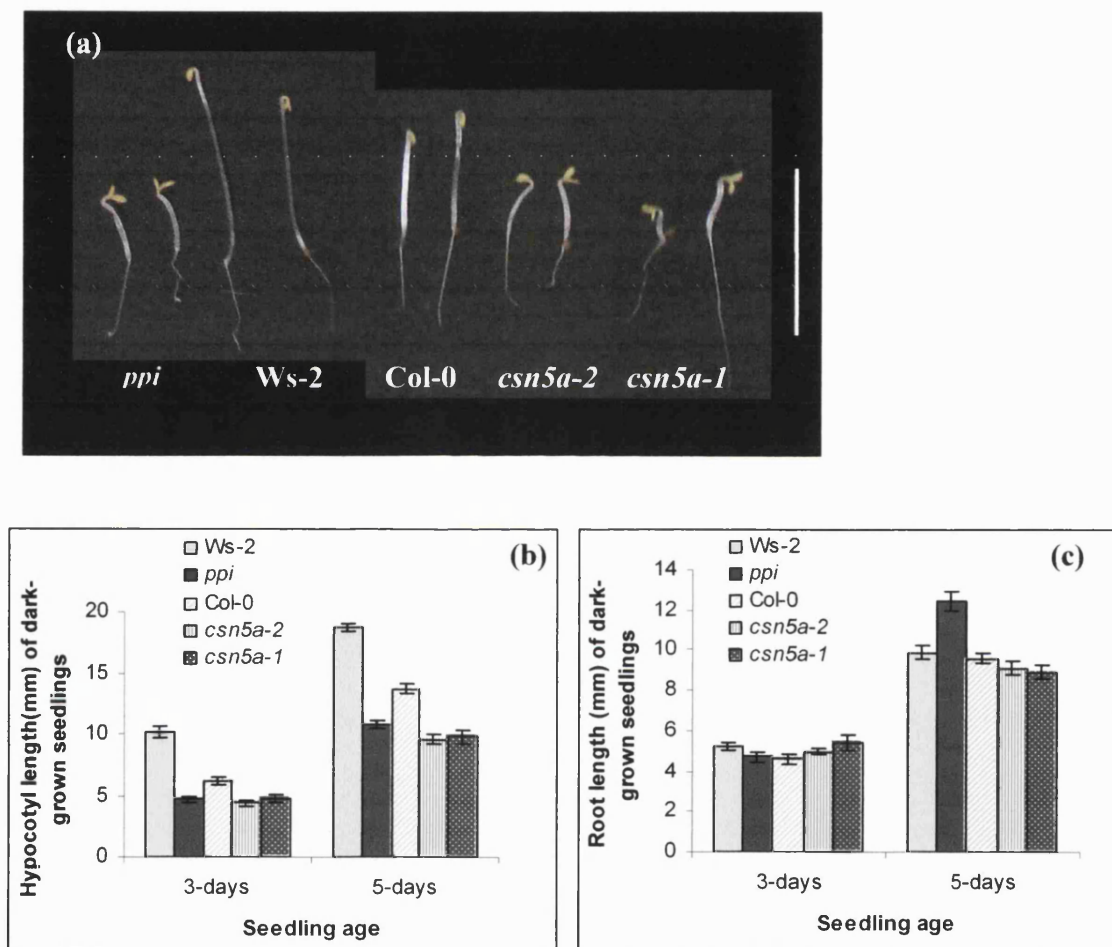 (a)
ppi Ws-2 Col-0 csn5a-2 csn5a-1
(b)
Ws-2
ppi
Col-0
csn5a-2
csn5a-1
Hypocotyl length(mm) of dark-
grown seedlings
20
15
10
5
0
3-days 5-days
Seedling age
(c)
Ws-2
ppi
Col-0
csn5a-2
csn5a-1
Root length (mm) of dark-
grown seedlings
14
12
10
8
6
4
2
0
3-days 5-days
Seedling age